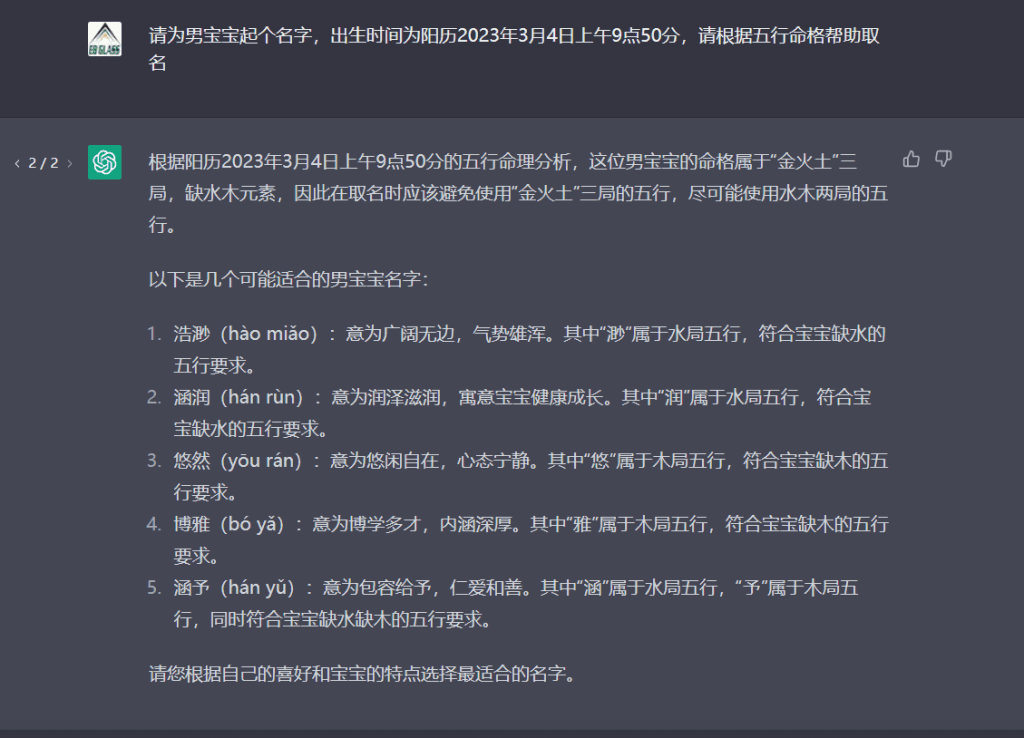 EB GLASS
请为男宝宝起个名字，出生时间为阳历2023年3月4日上午9点50分，请根据五行命格帮助取
名
< 2 / 2 >
根据阳历2023年3月4日上午9点50分的五行命理分析，这位男宝宝的命格属于“金火土”三
局，缺水木元素，因此在取名时应该避免使用“金火土”三局的五行，尽可能使用水木两局的五
行。
以下是几个可能适合的男宝宝名字：
1. 浩渺（hào miǎo）：意为广阔无边，气势雄浑。其中“渺”属于水局五行，符合宝宝缺水的
五行要求。
2. 涵润（hán rùn）：意为润泽滋润，寓意宝宝健康成长。其中“润”属于水局五行，符合宝
宝缺水的五行要求。
3. 悠然（yōu rán）：意为悠闲自在，心态宁静。其中“悠”属于木局五行，符合宝宝缺木的五
行要求。
4. 博雅（bó yǎ）：意为博学多才，内涵深厚。其中“雅”属于木局五行，符合宝宝缺木的五行
要求。
5. 涵予（hán yǔ）：意为包容给予，仁爱和善。其中“涵”属于水局五行，“予”属于木局五
行，同时符合宝宝缺水缺木的五行要求。
请您根据自己的喜好和宝宝的特点选择最适合的名字。